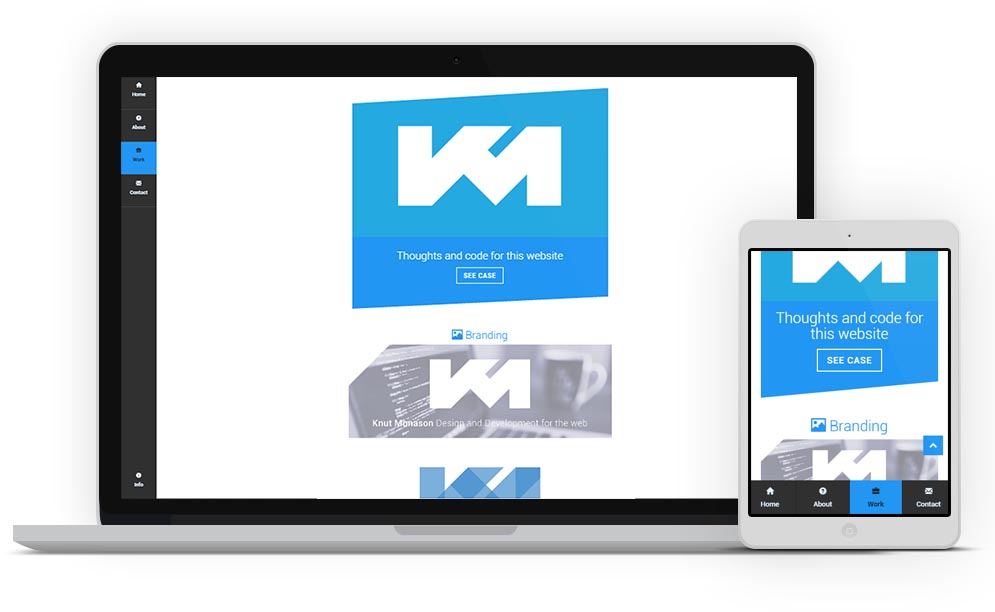 Home
About
Work
Contact
Info
Thoughts and code for this website
SEE CASE
Branding
Knut Monason Design and Development for the web
Thoughts and code for
this website
SEE CASE
Branding
Home
About
Work
Contact